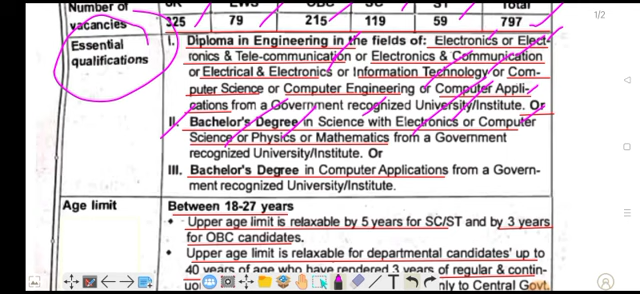 UR EWS OBC SC ST Total
Number of vacancies 325 79 215 119 59 797
1/2
Essential qualifications
I. Diploma in Engineering in the fields of: Electronics or Elect-
ronics & Tele-communication or Electronics & Communication
or Electrical & Electronics or Information Technology or Com-
puter Science or Computer Engineering or Computer Appli-
cations from a Government recognized University/Institute. Or
II. Bachelor's Degree in Science with Electronics or Computer
Science or Physics or Mathematics from a Government
recognized University/Institute. Or
III. Bachelor's Degree in Computer Applications from a Govern-
ment recognized University/Institute.
Age limit
Between 18-27 years
• Upper age limit is relaxable by 5 years for SC/ST and by 3 years
for OBC candidates.
• Upper age limit is relaxable for departmental candidates' up to
40 years of age who have rendered 3 years of regular & contin-
nly to Central Govt.